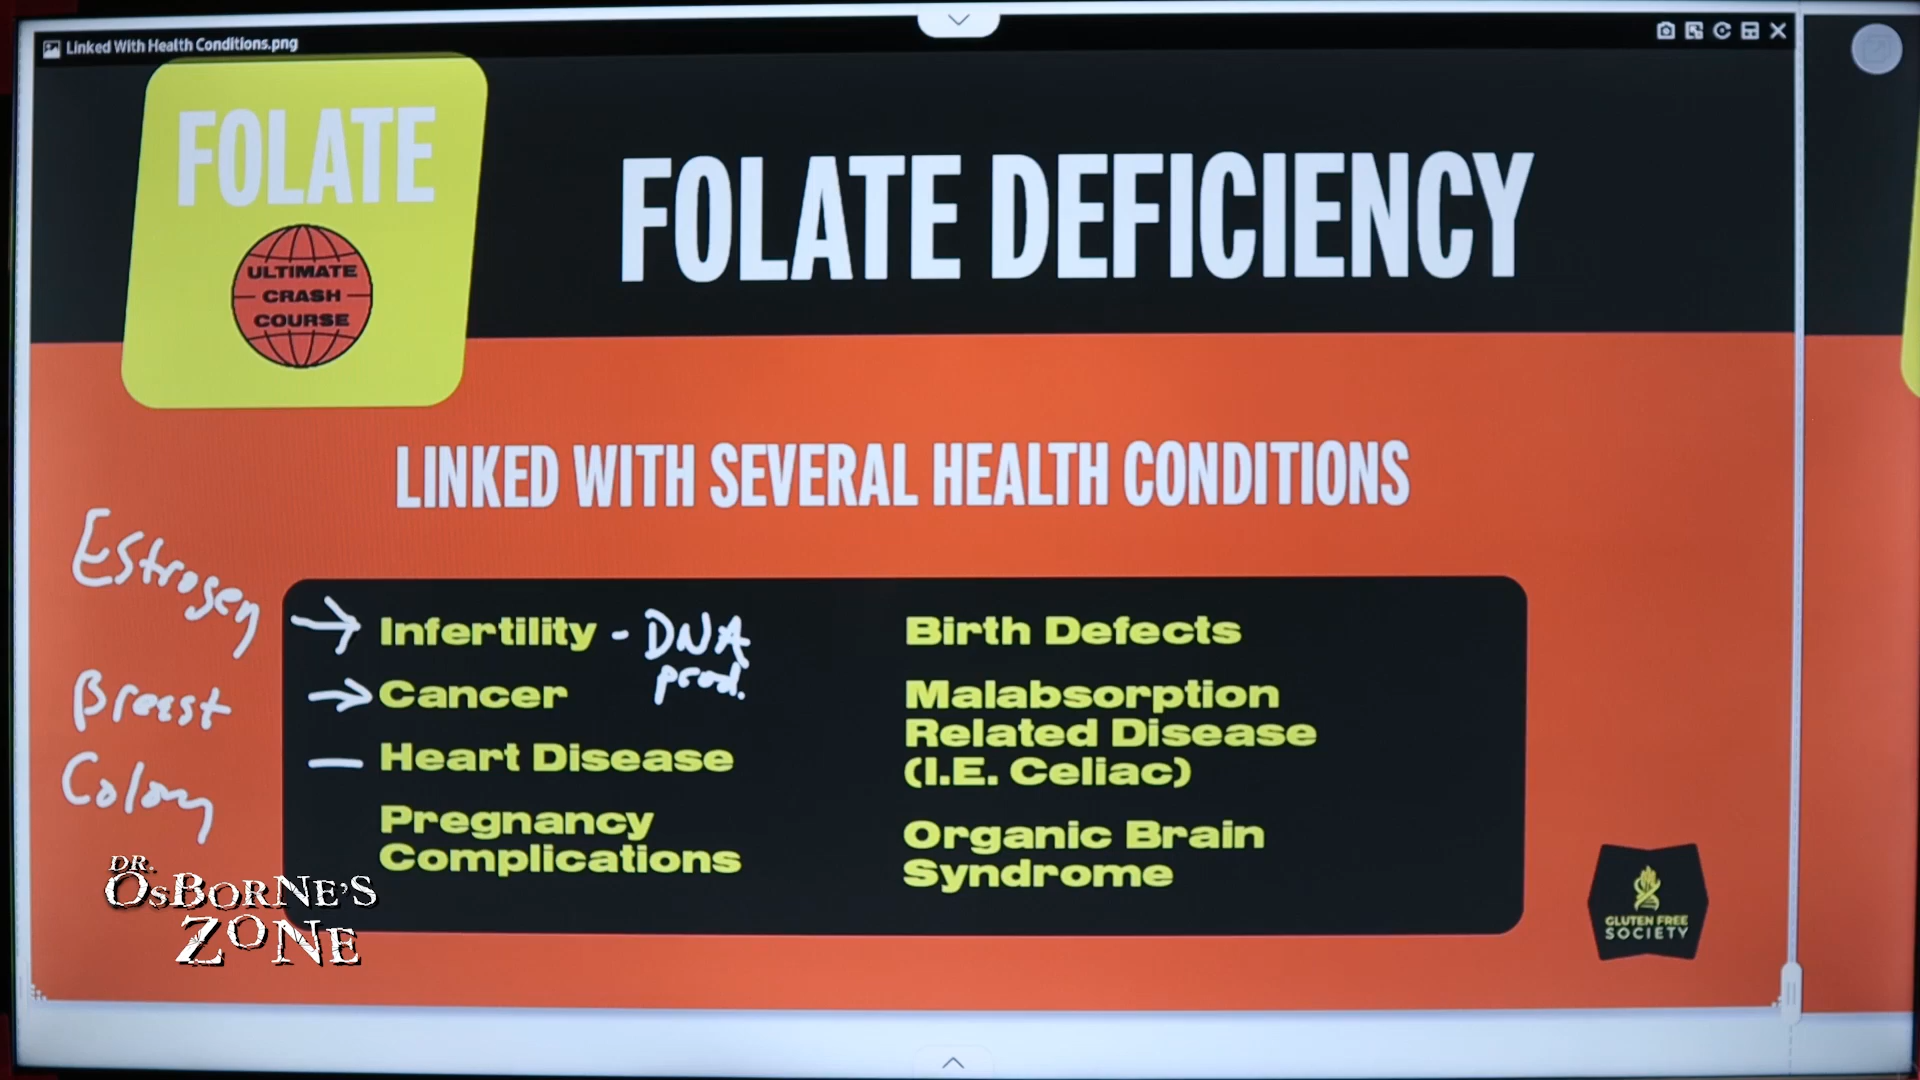 Linked With Health Conditions.png
FOLATE
ULTIMATE
CRASH
COURSE
FOLATE DEFICIENCY
LINKED WITH SEVERAL HEALTH CONDITIONS
Estrogen
Breast
Colon
Infertility - DNA
prod.
Cancer
Heart Disease
Pregnancy
Complications
Birth Defects
Malabsorption
Related Disease
(I.E. Celiac)
Organic Brain
Syndrome
DR.
OSBORNE'S
ZONE
GLUTEN FREE
SOCIETY